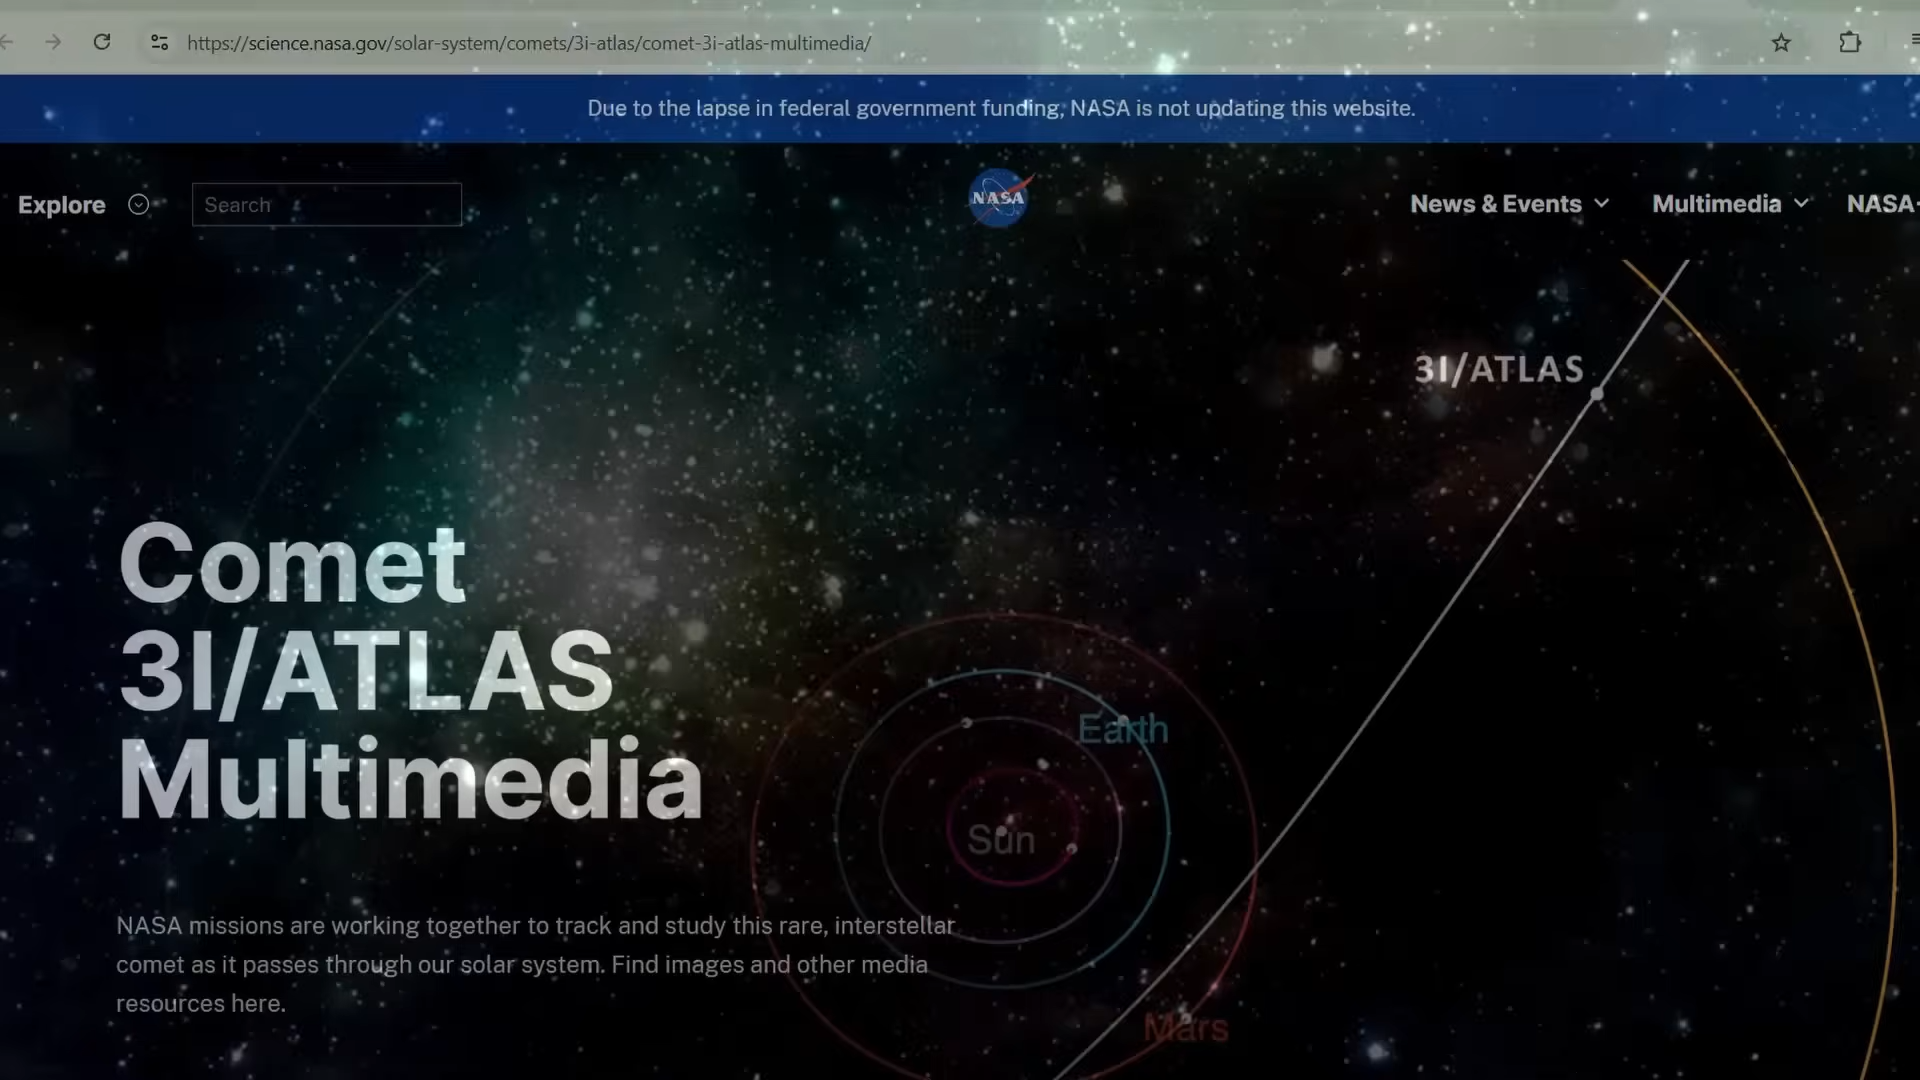 https://science.nasa.gov/solar-system/comets/3i-atlas/comet-3i-atlas-multimedia/
Due to the lapse in federal government funding, NASA is not updating this website.
Explore
Search
NASA
News & Events
Multimedia
NASA+
3I/ATLAS
Comet
3I/ATLAS
Multimedia
Earth
Sun
NASA missions are working together to track and study this rare, interstellar
comet as it passes through our solar system. Find images and other media
resources here.
Mars